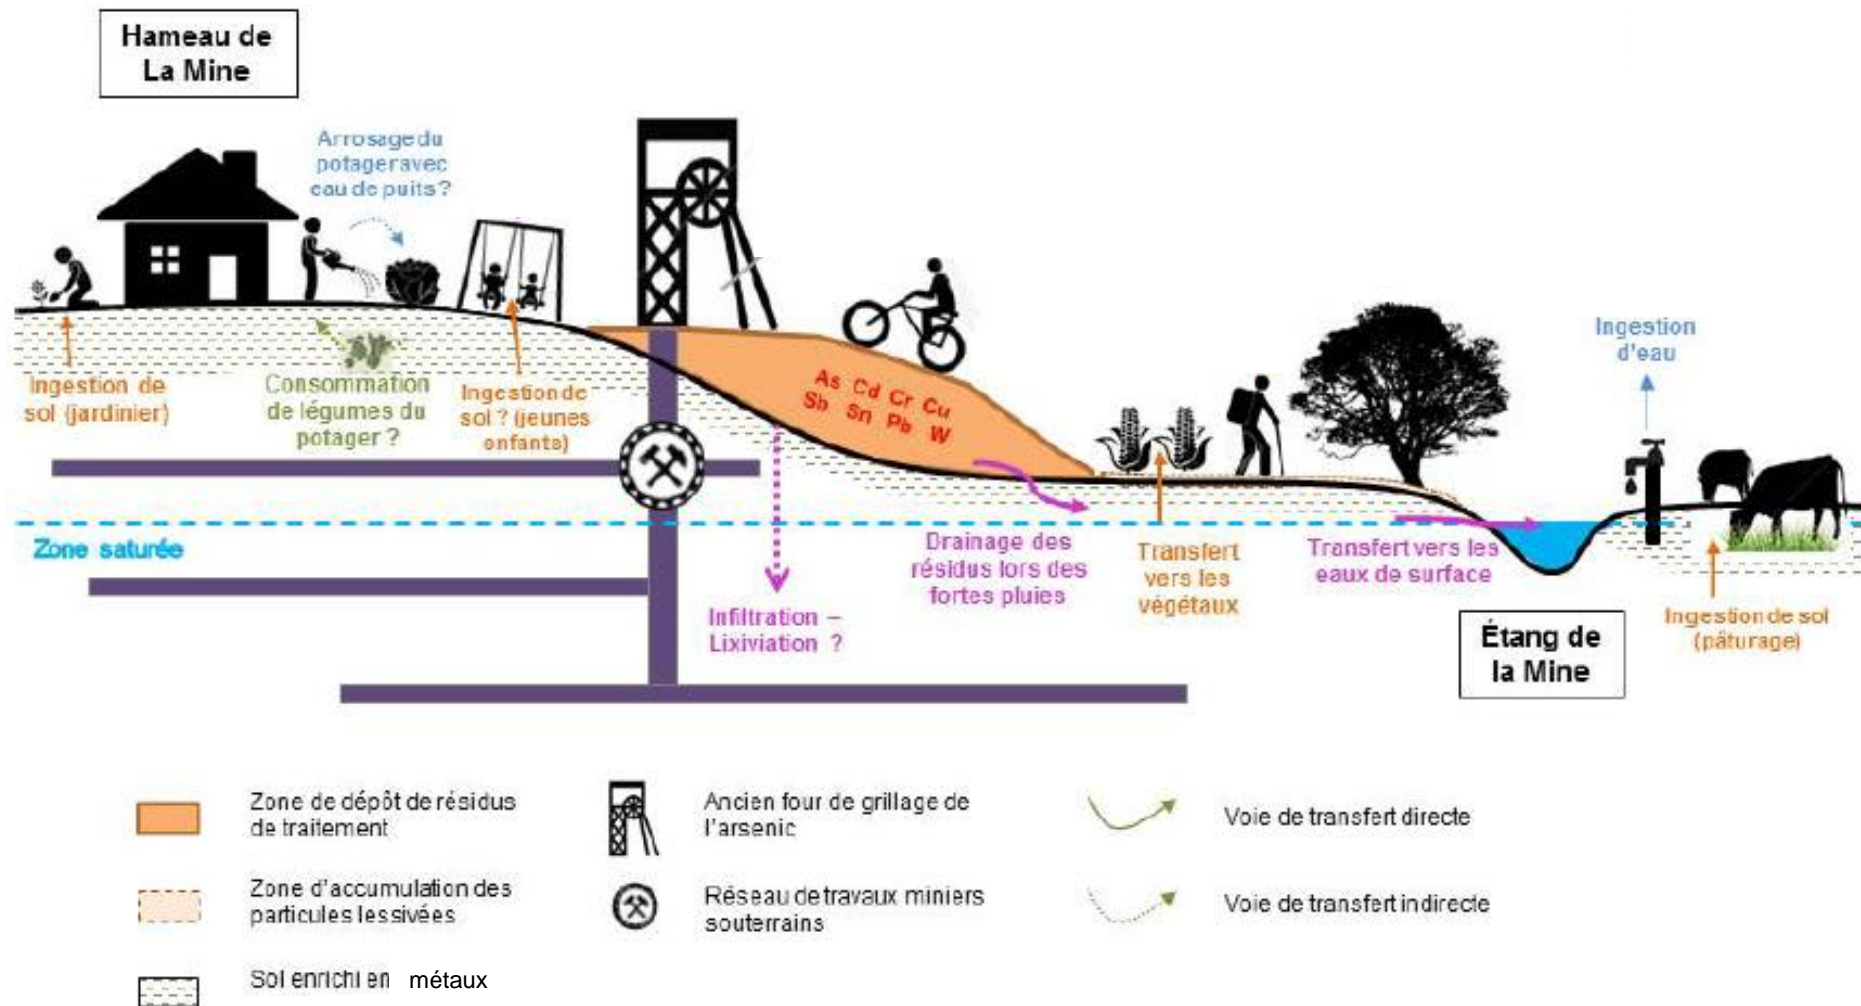 Hameau de
La Mine
Arrosage du
potager avec
eau de puits ?
Ingestion de
sol (jardinier)
Consommation
de légumes du
potager ?
Ingestion de
sol ? (jeunes
enfants)
As Cd Cr Cu
Sb Sn Pb W
Ingestion
d'eau
Zone saturée
Infiltration –
Lixiviation ?
Drainage des
résidus lors des
fortes pluies
Transfert
vers les
végétaux
Transfert vers les
eaux de surface
Étang de
la Mine
Ingestion de sol
(pâturage)
Zone de dépôt de résidus
de traitement
Ancien four de grillage de
l'arsenic
Voie de transfert directe
Zone d'accumulation des
particules lessivées
Réseau de travaux miniers
souterrains
Voie de transfert indirecte
Sol enrichi en métaux